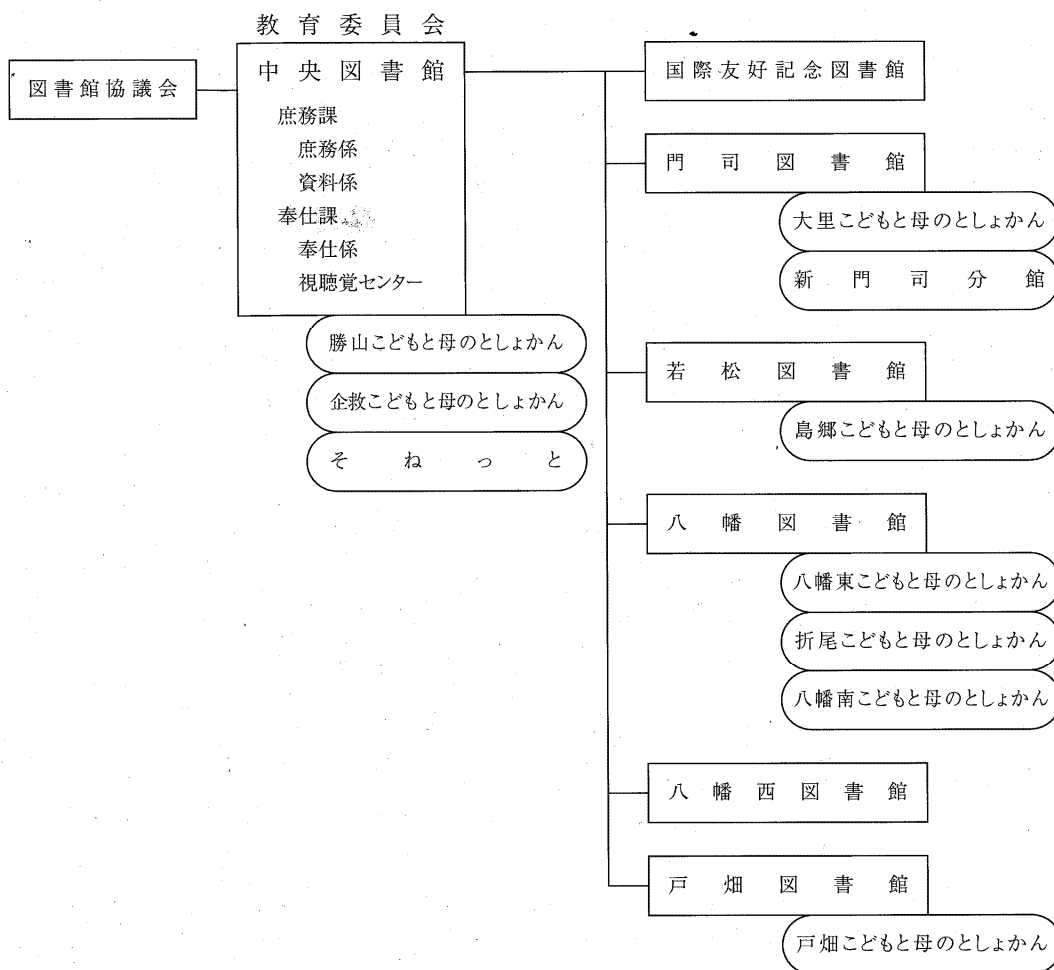 教育委員会
図書館協議会
中央図書館
庶務課
庶務係
資料係
奉仕課
奉仕係
視聴覚センター
勝山こどもと母のとしょかん
企救こどもと母のとしょかん
そねっと
国際友好記念図書館
門司図書館
大里こどもと母のとしょかん
新門司分館
若松図書館
島郷こどもと母のとしょかん
八幡図書館
八幡東こどもと母のとしょかん
折尾こどもと母のとしょかん
八幡南こどもと母のとしょかん
八幡西図書館
戸畑図書館
戸畑こどもと母のとしょかん